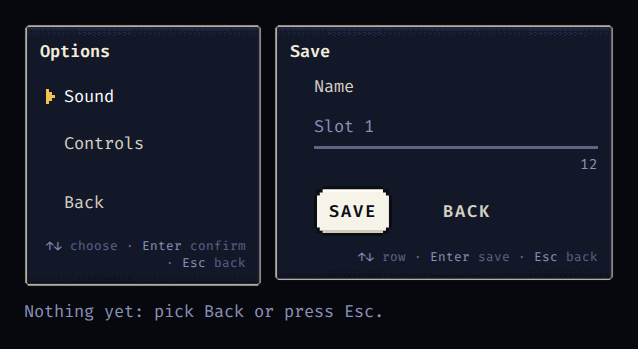 Options
Sound
Controls
Back
↑↓ choose · Enter confirm
· Esc back
Save
Name
Slot 1
12
SAVE BACK
↑↓ row · Enter save · Esc back
Nothing yet: pick Back or press Esc.